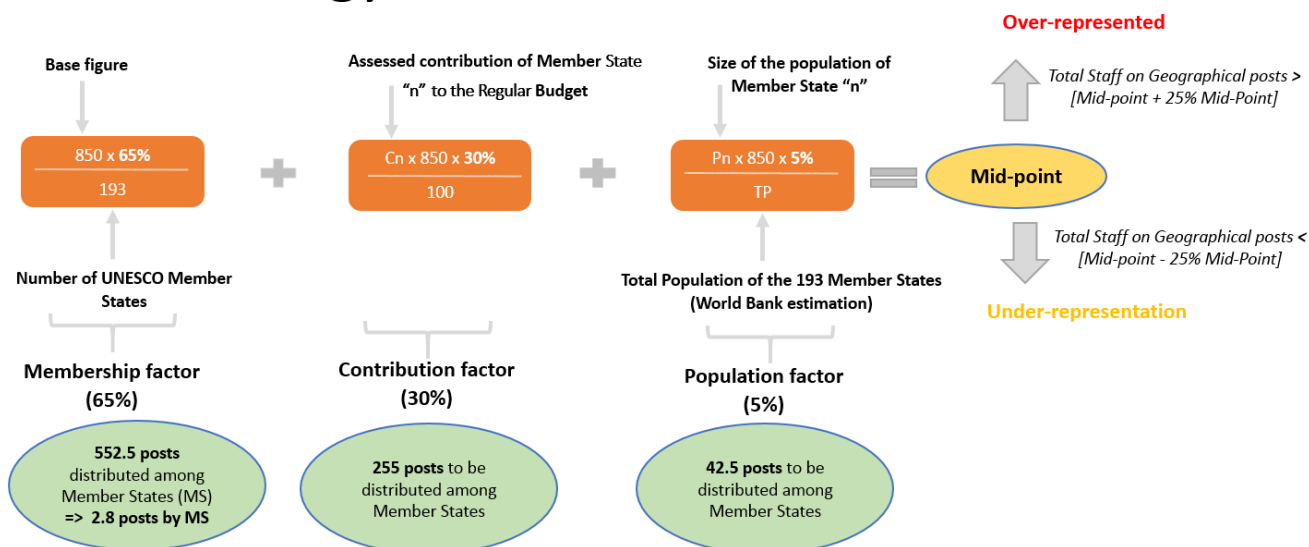 Base figure
850 x 65%
193
Number of UNESCO Member
States
Membership factor
(65%)
552.5 posts
distributed among
Member States (MS)
=> 2.8 posts by MS
Assessed contribution of Member State
“n” to the Regular Budget
Cn x 850 x 30%
100
Contribution factor
(30%)
255 posts to be
distributed among
Member States
Size of the population of
Member State “n”
Pn x 850 x 5%
TP
Total Population of the 193 Member States
(World Bank estimation)
Population factor
(5%)
42.5 posts to be
distributed among
Member States
Mid-point
Over-represented
Total Staff on Geographical posts >
[Mid-point + 25% Mid-Point]
Total Staff on Geographical posts <
[Mid-point - 25% Mid-Point]
Under-representation